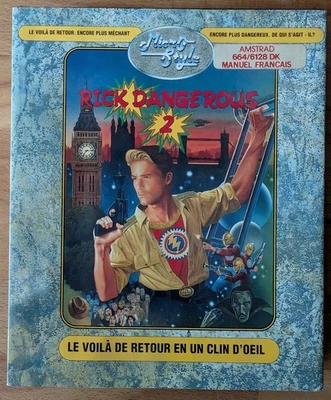 LE VOILÀ DE RETOUR. ENCORE PLUS MÉCHANT
Micro
Style
ENCORE PLUS DANGEREUX. DE QUI S'AGIT - IL?
AMSTRAD
664/6128 DK
MANUEL FRANCAIS
RICK DANGEROUS
2
LE VOILÀ DE RETOUR EN UN CLIN D'OEIL